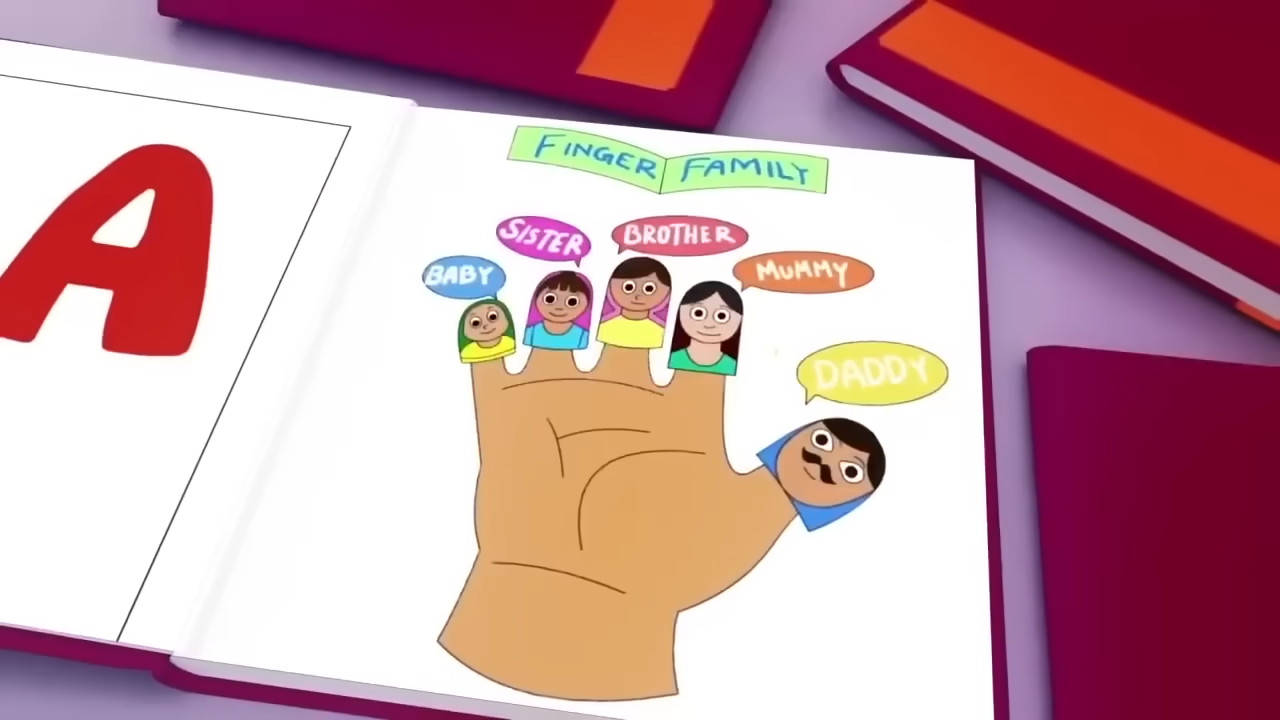 A
FINGER FAMILY
SISTER
BROTHER
BABY
MUMMY
DADDY